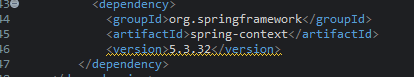 43 <dependency>
44 <groupId>org.springframework</groupId>
45 <artifactId>spring-context</artifactId>
46 <version>5.3.32</version>
47 </dependency>